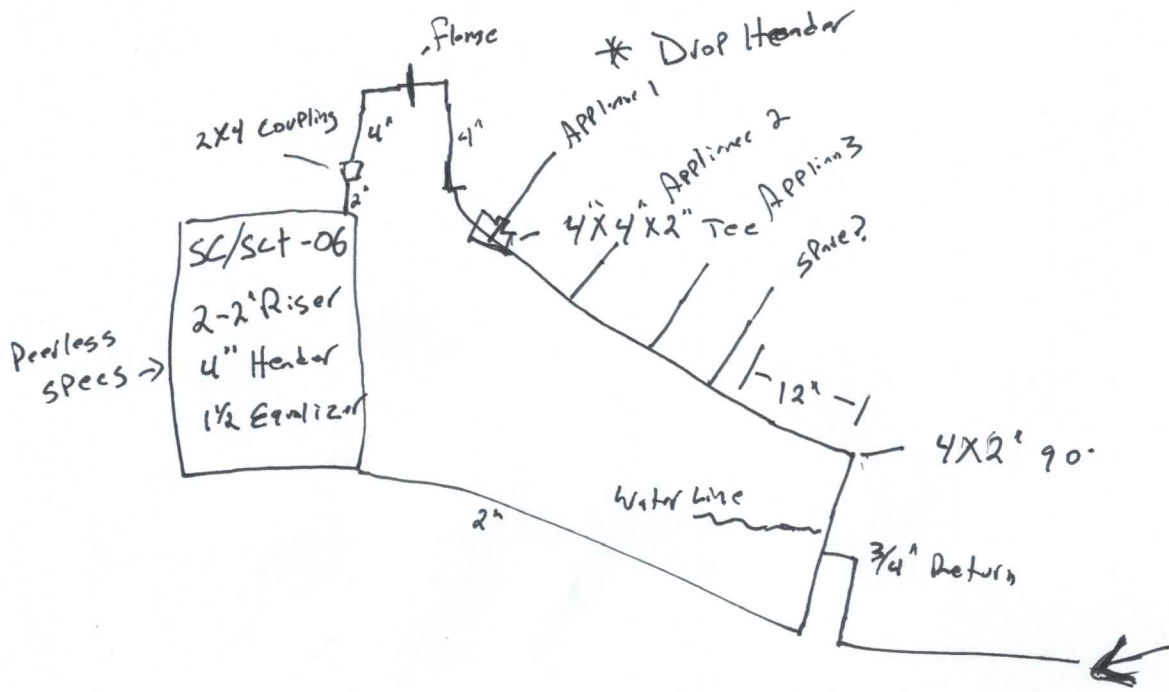 Flange
* Drop Header
2X4 Coupling
4"
4"
Appliance 1
Appliance 2
Applian 3
2"
4"X4"X2" Tee
Spare?
SC/SCt-06
2-2" Riser
4" Header
1½ Equalizer
Peerless
specs →
12"
4X2" 90°
Water Line
2"
3/4" Return